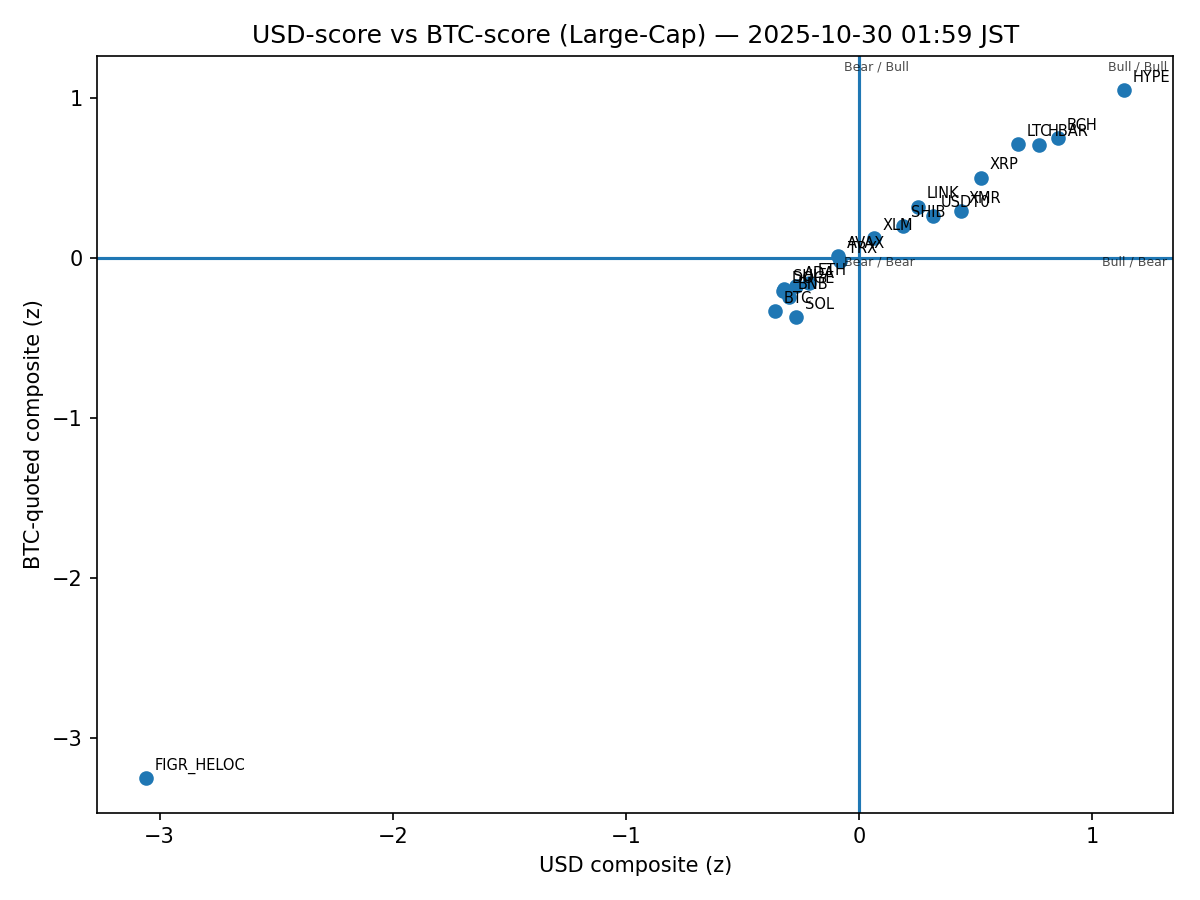 USD-score vs BTC-score (Large-Cap) — 2025-10-30 01:59 JST
Bear / Bull
Bull / Bull
HYPE
BCH
LTC
HBAR
XRP
LINK
XMR
USDT0
SHIB
XLM
AVAX
TRX
Bear / Bear
Bull / Bear
ETH
ADA
DOGE
BNB
BTC
SOL
FIGR_HELOC
1
0
−1
−2
−3
BTC-quoted composite (z)
−3
−2
−1
0
1
USD composite (z)